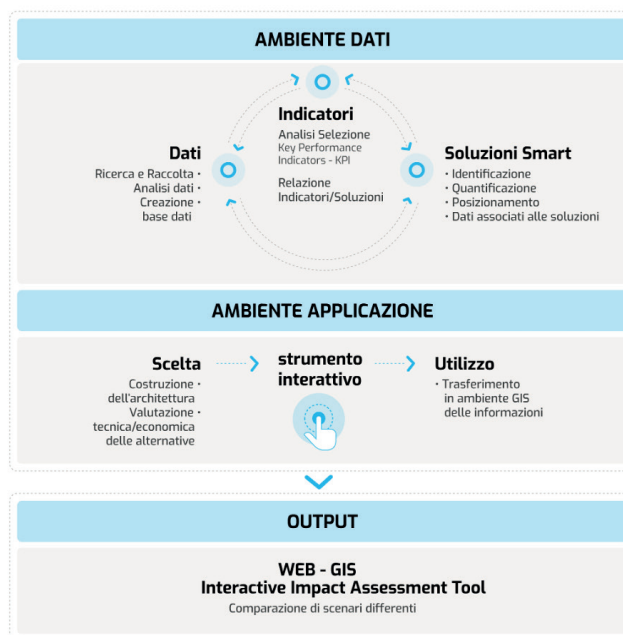 AMBIENTE DATI
Indicatori
Analisi Selezione
Key Performance
Indicators - KPI
Relazione
Indicatori/Soluzioni
Dati
Ricerca e Raccolta •
Analisi dati •
Creazione •
base dati
Soluzioni Smart
• Identificazione
• Quantificazione
• Posizionamento
• Dati associati alle soluzioni
AMBIENTE APPLICAZIONE
Scelta
Costruzione •
dell'architettura
Valutazione •
tecnica/economica
delle alternative
strumento
interattivo
Utilizzo
• Trasferimento
in ambiente GIS
delle informazioni
OUTPUT
WEB - GIS
Interactive Impact Assessment Tool
Comparazione di scenari differenti